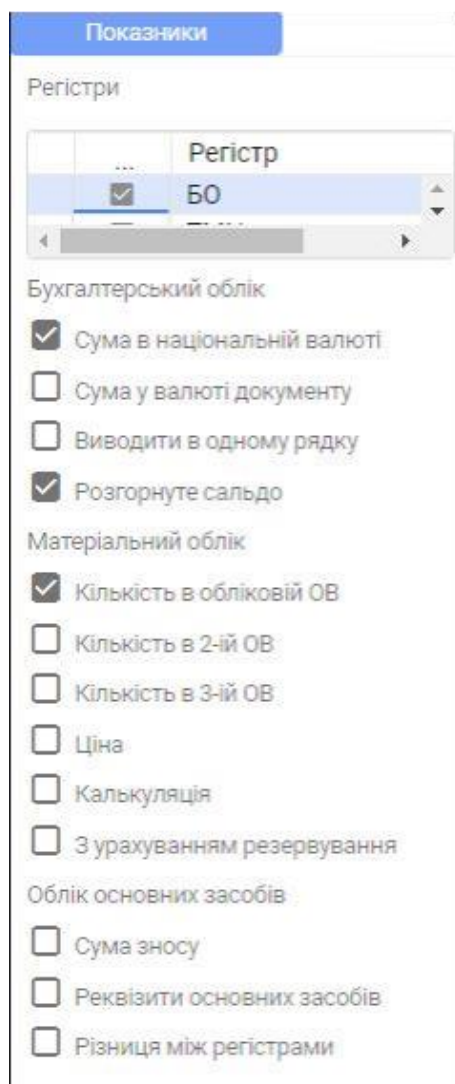 Показники
Регістри
... Регістр
БО
Бухгалтерський облік
Сума в національній валюті
Сума у валюті документу
Виводити в одному рядку
Розгорнуте сальдо
Матеріальний облік
Кількість в обліковій ОВ
Кількість в 2-ій ОВ
Кількість в 3-ій ОВ
Ціна
Калькуляція
З урахуванням резервування
Облік основних засобів
Сума зносу
Реквізити основних засобів
Різниця між регістрами